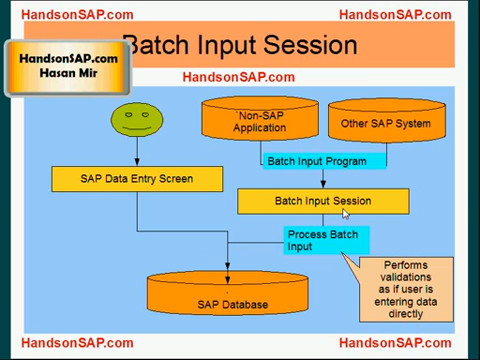 HandsonSAP.com
HandsonSAP.com
Batch Input Session
HandsonSAP.com
Hasan Mir
HandsonSAP.com
Non-SAP
Application
Other SAP System
Batch Input Program
SAP Data Entry Screen
Batch Input Session
Process Batch
Input
Performs
validations
as if user is
entering data
directly
SAP Database
HandsonSAP.com
HandsonSAP.com